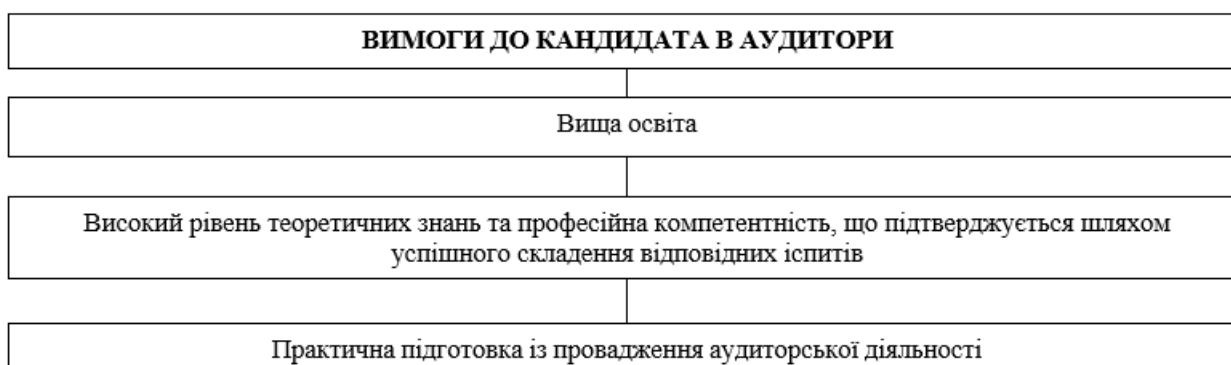 ВИМОГИ ДО КАНДИДАТА В АУДИТОРИ
Вища освіта
Високий рівень теоретичних знань та професійна компетентність, що підтверджується шляхом
успішного складення відповідних іспитів
Практична підготовка із провадження аудиторської діяльності